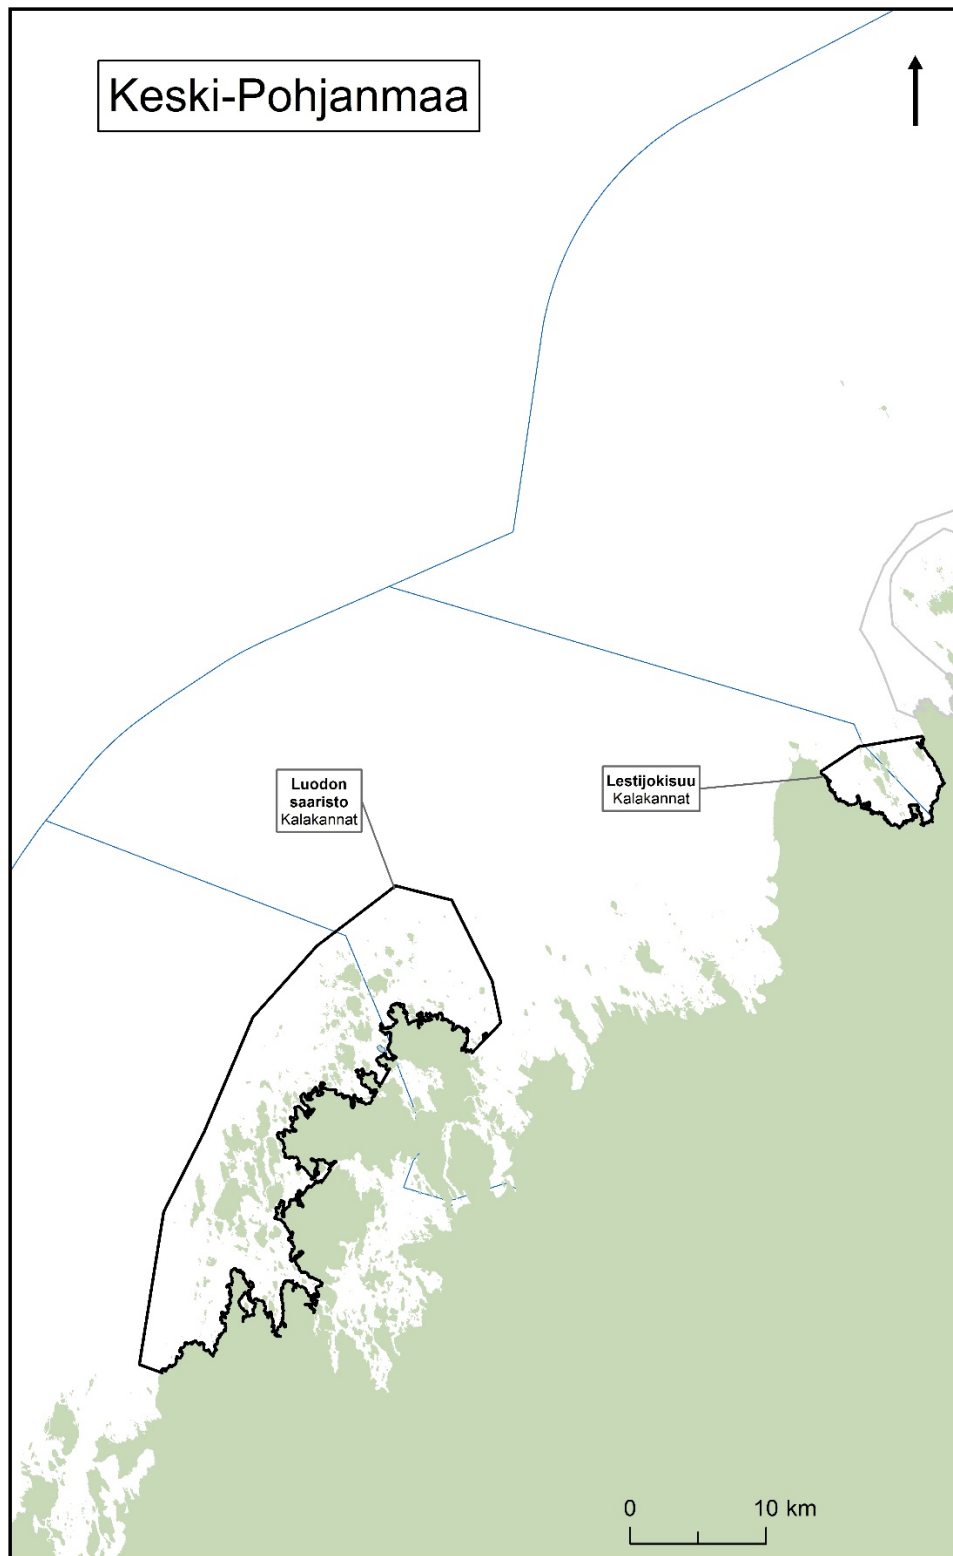 Keski-Pohjanmaa
Luodon
saaristo
Kalakannat
Lestijokisuu
Kalakannat
0 10 km